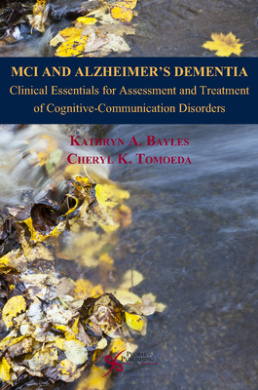 MCI AND ALZHEIMER'S DEMENTIA
Clinical Essentials for Assessment and Treatment
of Cognitive-Communication Disorders
KATHRYN A. BAYLES
CHERYL K. TOMOEDA